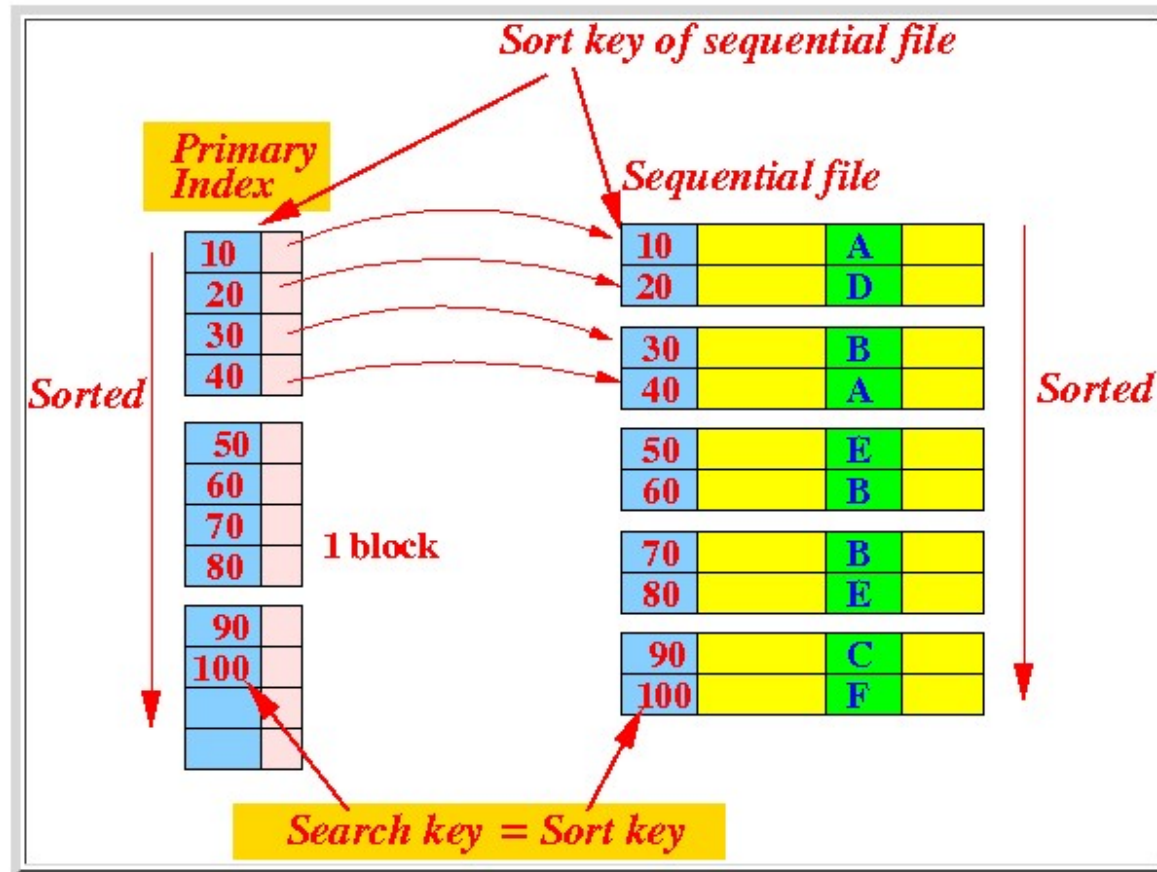 Sort key of sequential file
Primary
Index
Sequential file
10
20
30
40
50
60
70
80
90
100
Sorted
1 block
10 A
20 D
30 B
40 A
50 E
60 B
70 B
80 E
90 C
100 F
Sorted
Search key = Sort key